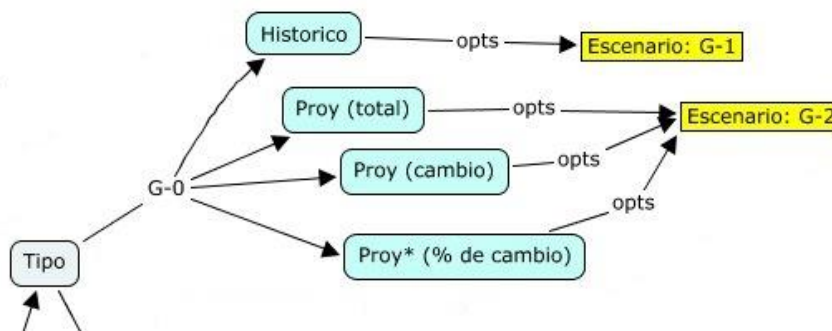 Historico
opts
Escenario: G-1
Proy (total)
opts
Escenario: G-2
Proy (cambio)
opts
G-0
opts
Proy* (% de cambio)
Tipo